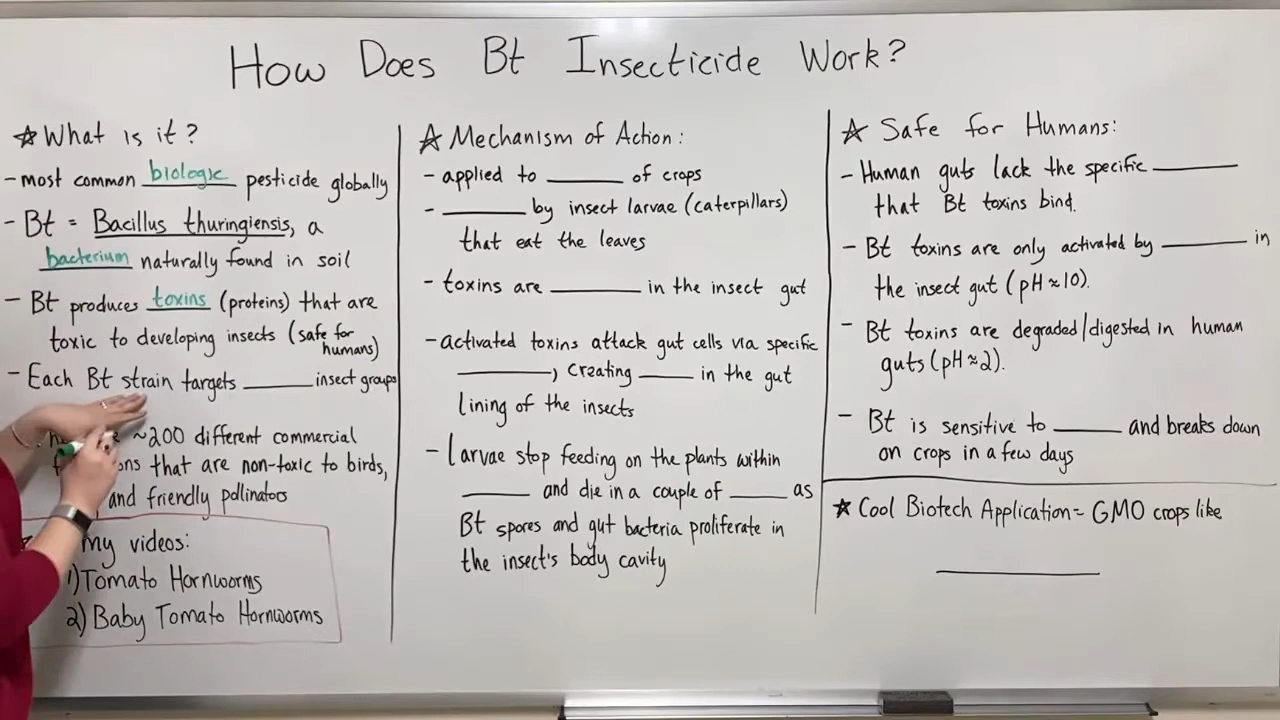 How Does Bt Insecticide Work?
☆ What is it?
- most common biologic pesticide globally
- Bt = Bacillus thuringiensis, a
bacterium naturally found in soil
- Bt produces toxins (proteins) that are
toxic to developing insects (safe for
humans)
- Each Bt strain targets ______ insect groups
~200 different commercial
that are non-toxic to birds,
and friendly pollinators
my videos:
1) Tomato Hornworms
2) Baby Tomato Hornworms
☆ Mechanism of Action:
- applied to ______ of crops
- ______ by insect larvae (caterpillars)
that eat the leaves
- toxins are ______ in the insect gut
- activated toxins attack gut cells via specific
______, creating ______ in the gut
lining of the insects
- larvae stop feeding on the plants within
______ and die in a couple of ______ as
Bt spores and gut bacteria proliferate in
the insect's body cavity
☆ Safe for Humans:
- Human guts lack the specific ______
that Bt toxins bind.
- Bt toxins are only activated by ______ in
the insect gut (pH≈10).
- Bt toxins are degraded/digested in human
guts (pH≈2).
- Bt is sensitive to ______ and breaks down
on crops in a few days
☆ Cool Biotech Application = GMO crops like
______